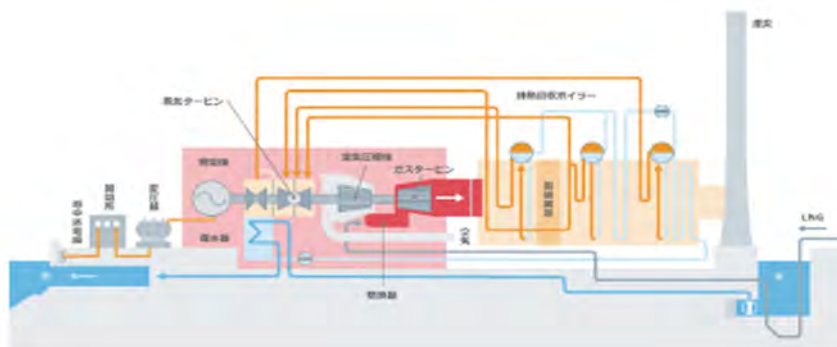 煙突
蒸気タービン
排熱回収ボイラー
発電機
空気圧縮機
ガスタービン
変圧器
開閉所
復水器
空気
燃焼器
LNG